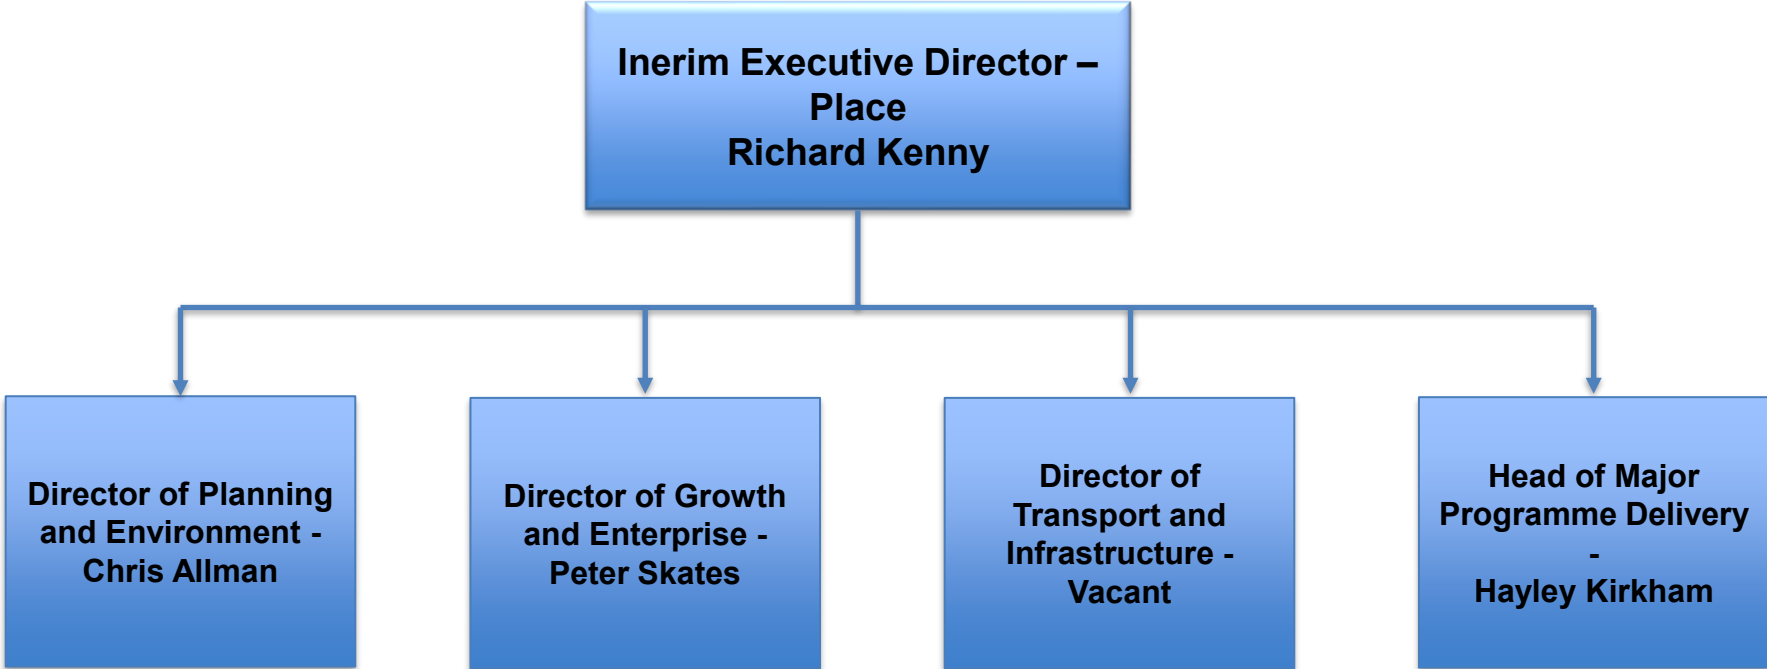 Inerim Executive Director –
Place
Richard Kenny
Director of Planning
and Environment -
Chris Allman
Director of Growth
and Enterprise -
Peter Skates
Director of
Transport and
Infrastructure -
Vacant
Head of Major
Programme Delivery
-
Hayley Kirkham